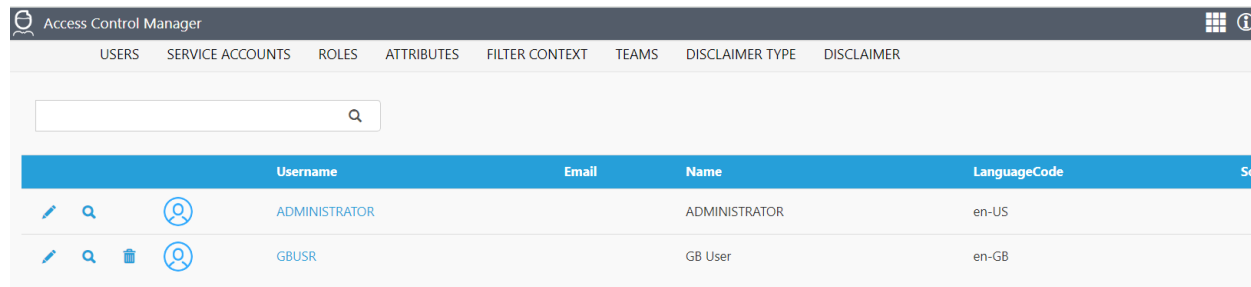 Access Control Manager
USERS SERVICE ACCOUNTS ROLES ATTRIBUTES FILTER CONTEXT TEAMS DISCLAIMER TYPE DISCLAIMER
Username Email Name LanguageCode
ADMINISTRATOR ADMINISTRATOR en-US
GBUSR GB User en-GB